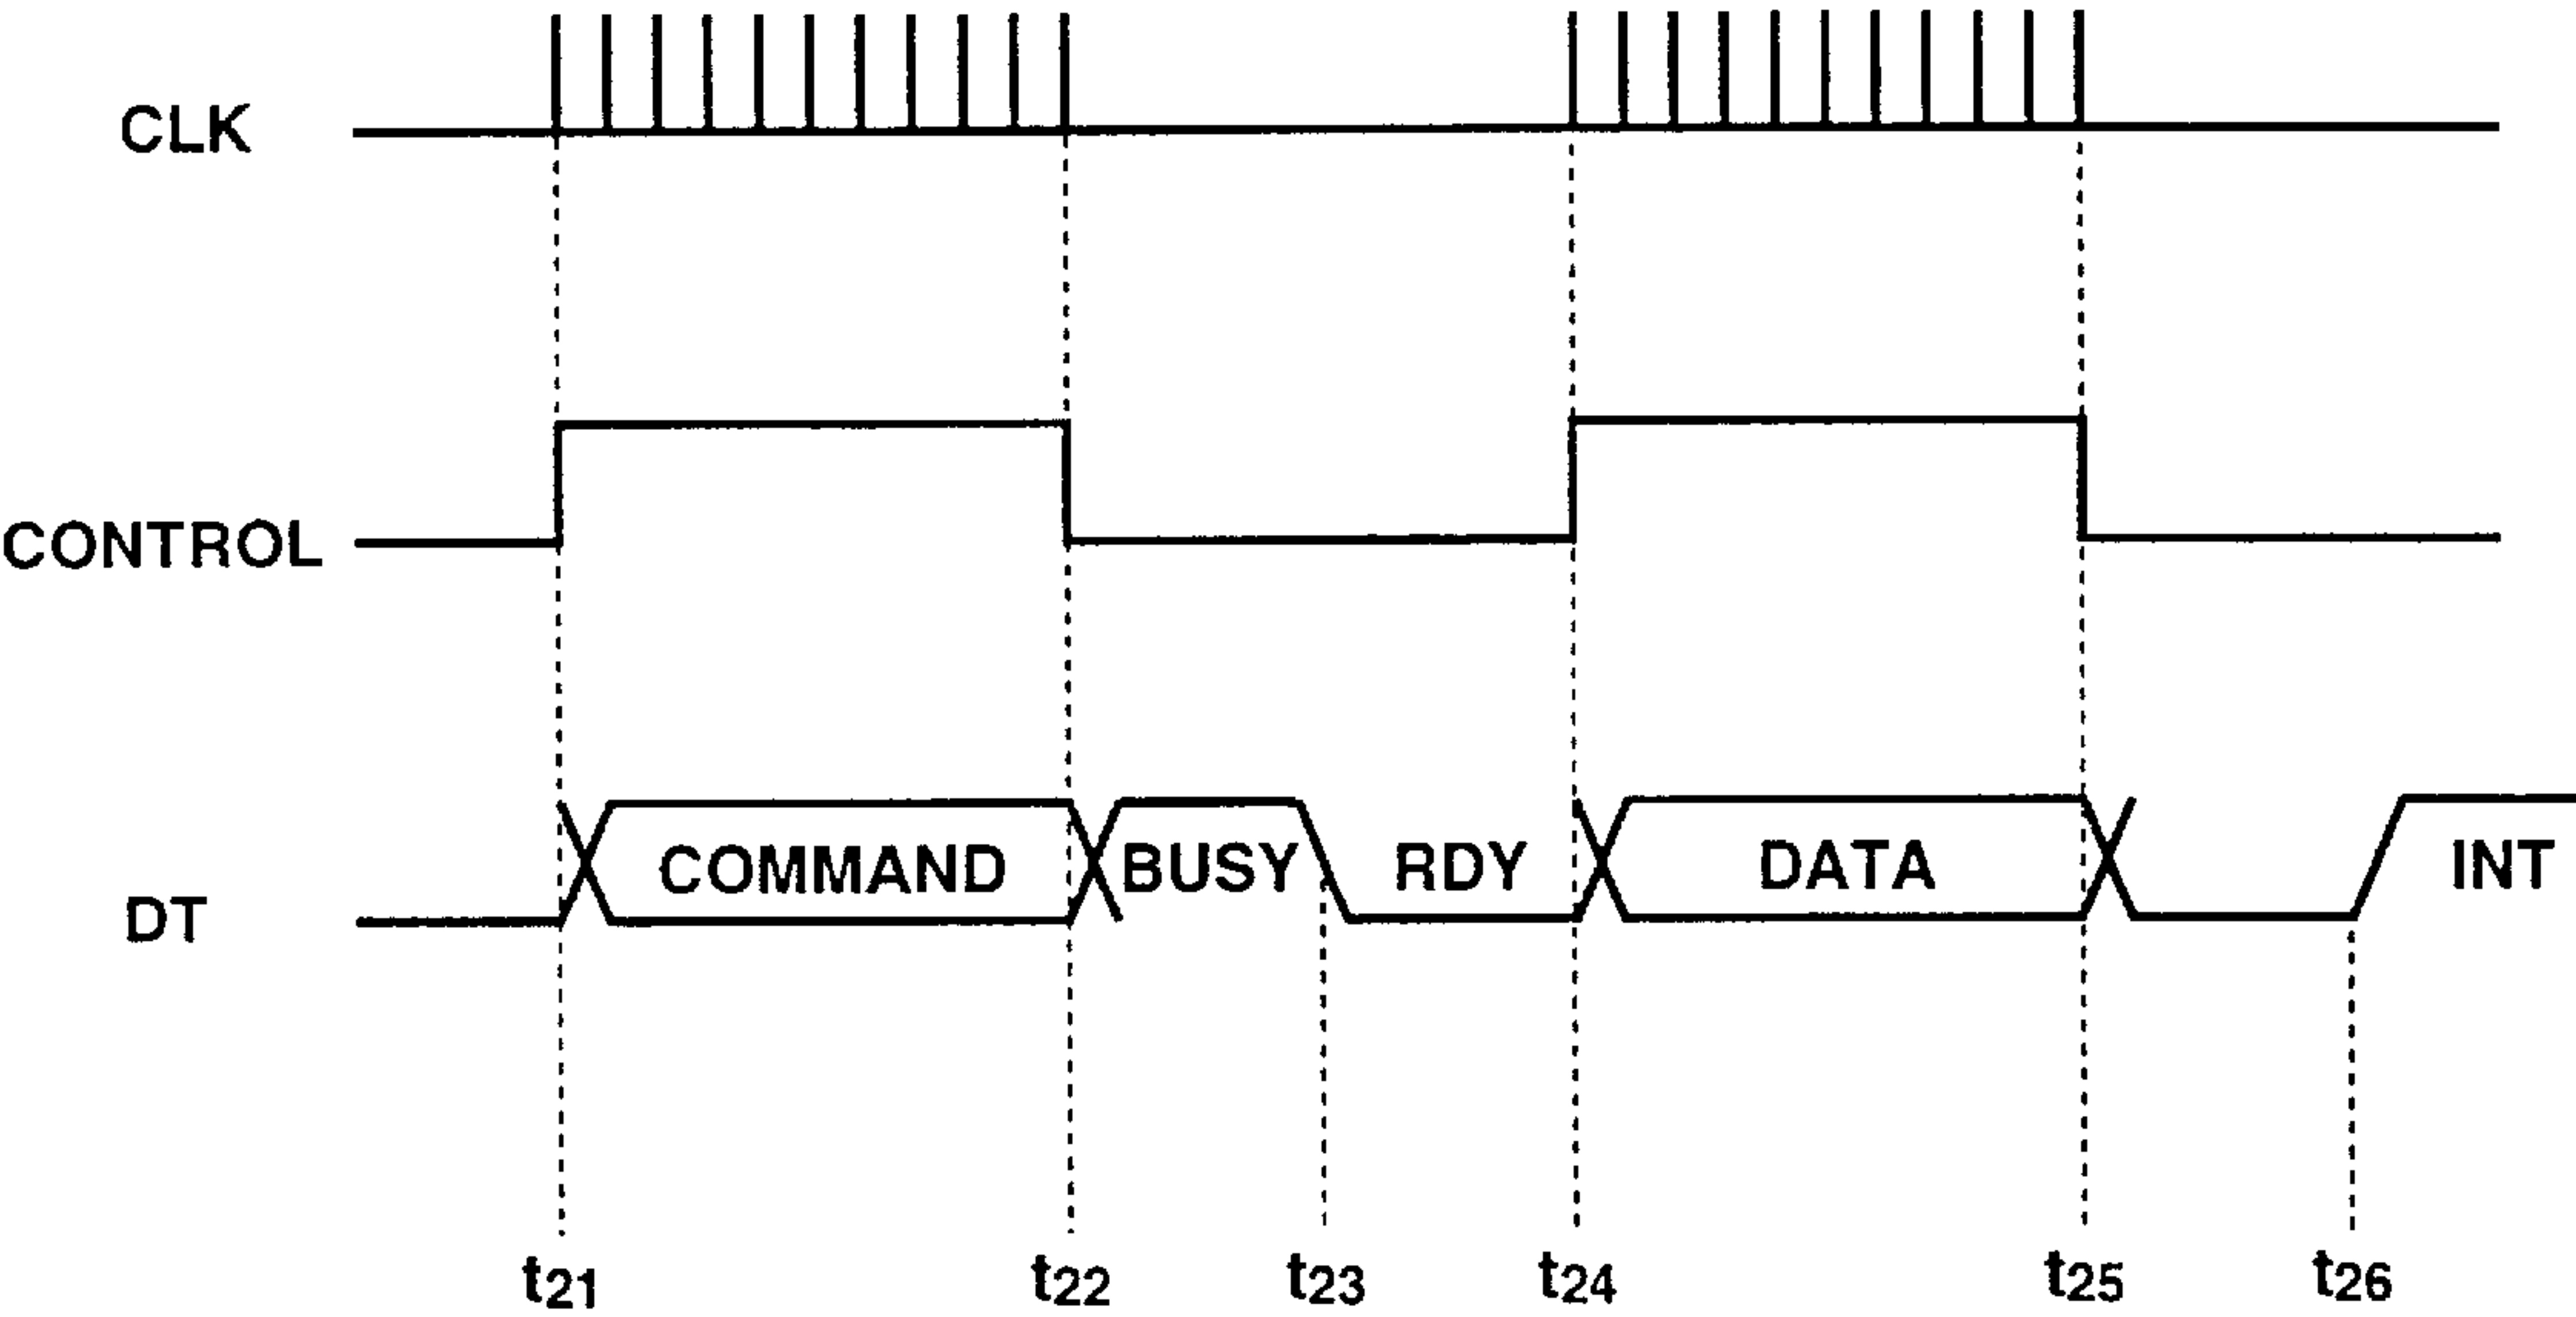 CLK
CONTROL
DT COMMAND BUSY RDY DATA INT
t21 t22 t23 t24 t25 t26